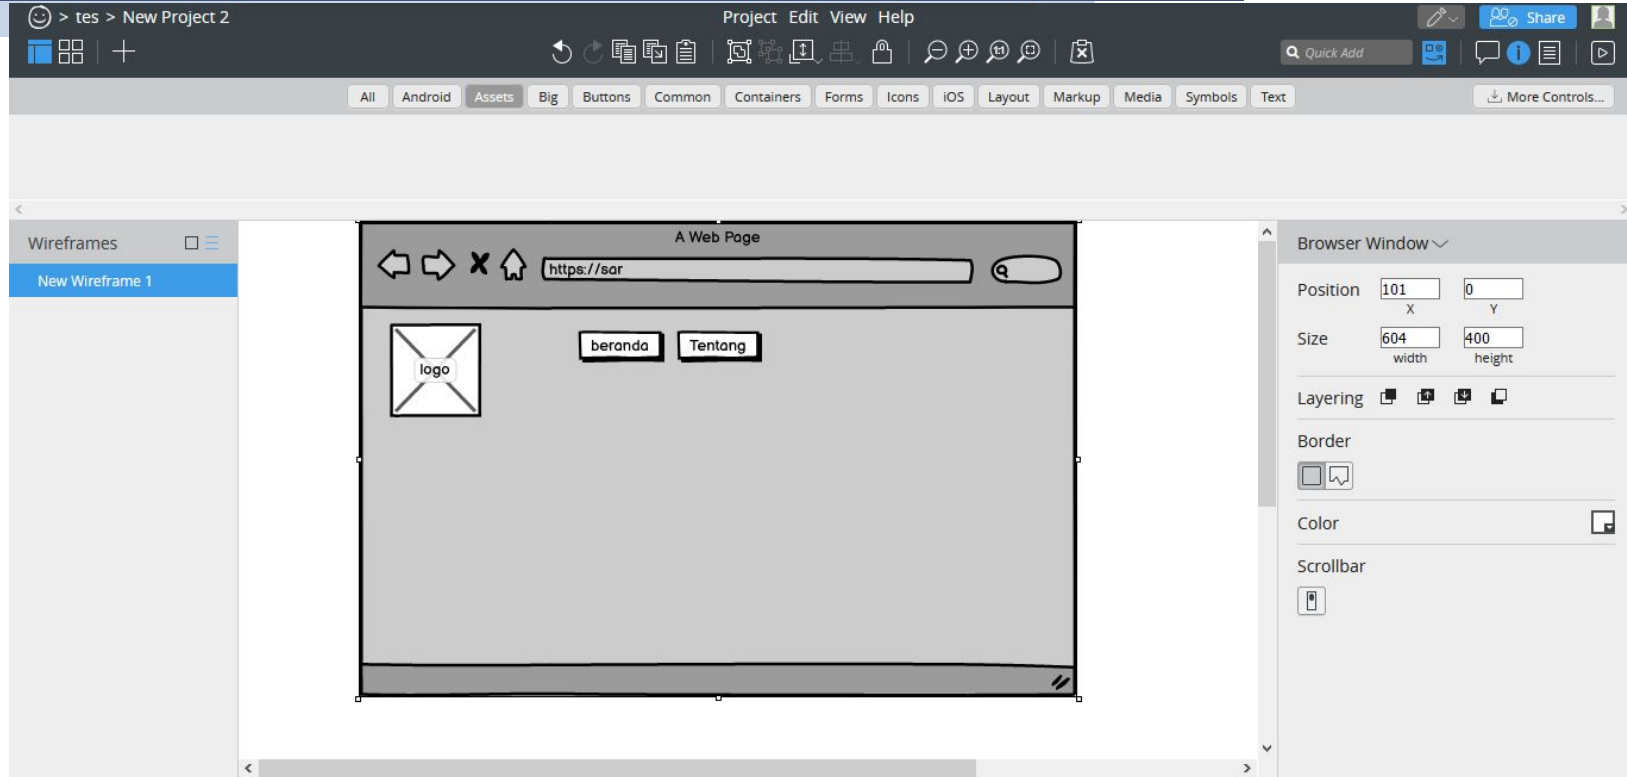 > tes > New Project 2
Project Edit View Help
Share
1:1
Quick Add
i
All Android Assets Big Buttons Common Containers Forms Icons iOS Layout Markup Media Symbols Text
More Controls...
Wireframes
New Wireframe 1
A Web Page
https://sar
logo
beranda
Tentang
Browser Window
Position 101 0
X Y
Size 604 400
width height
Layering
Border
Color
Scrollbar